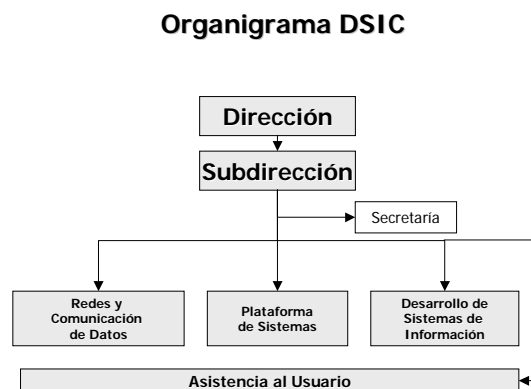 Organigrama DSIC
Dirección
Subdirección
Secretaría
Redes y
Comunicación
de Datos
Plataforma
de Sistemas
Desarrollo de
Sistemas de
Información
Asistencia al Usuario